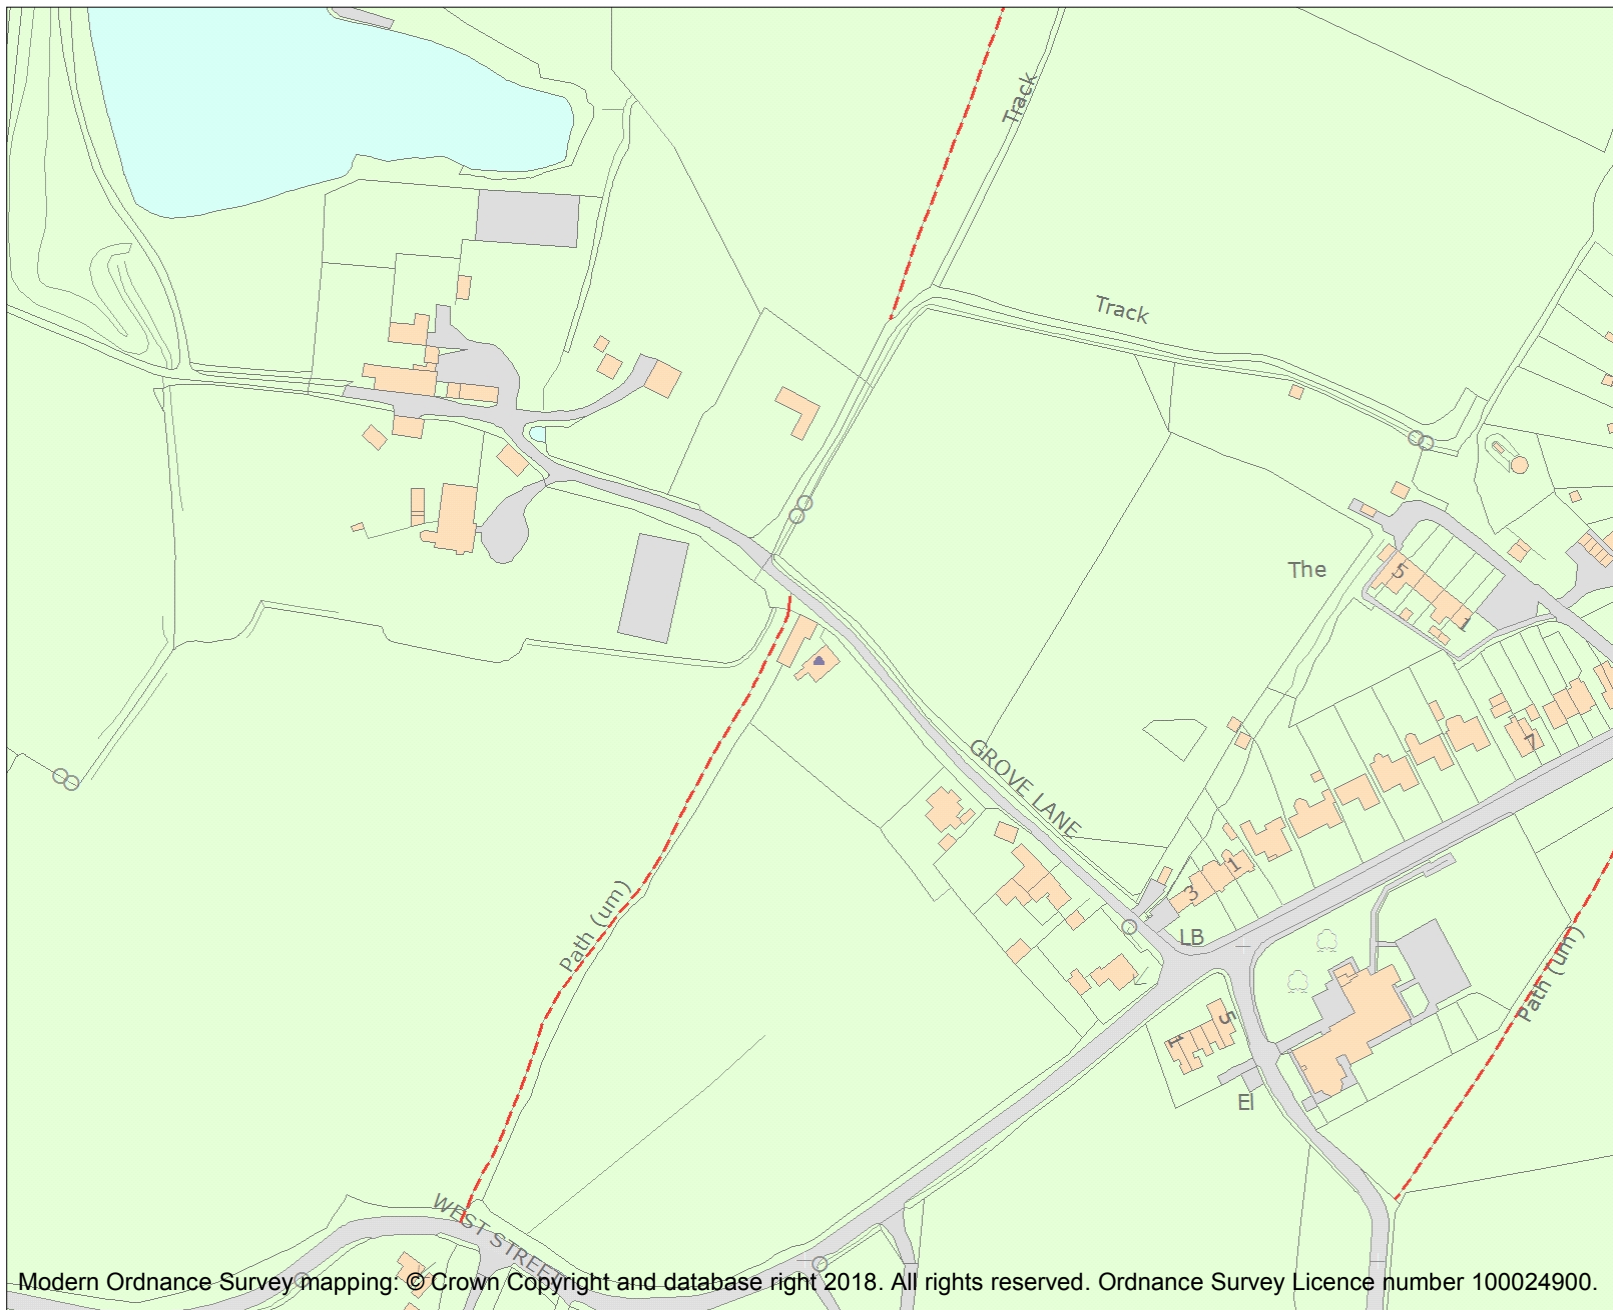 Track
Track
The
5
1
7
GROVE LANE
1
3
LB
Path (um)
Path (um)
5
1
El
WEST STREET
Modern Ordnance Survey mapping: © Crown Copyright and database right 2018. All rights reserved. Ordnance Survey Licence number 100024900.